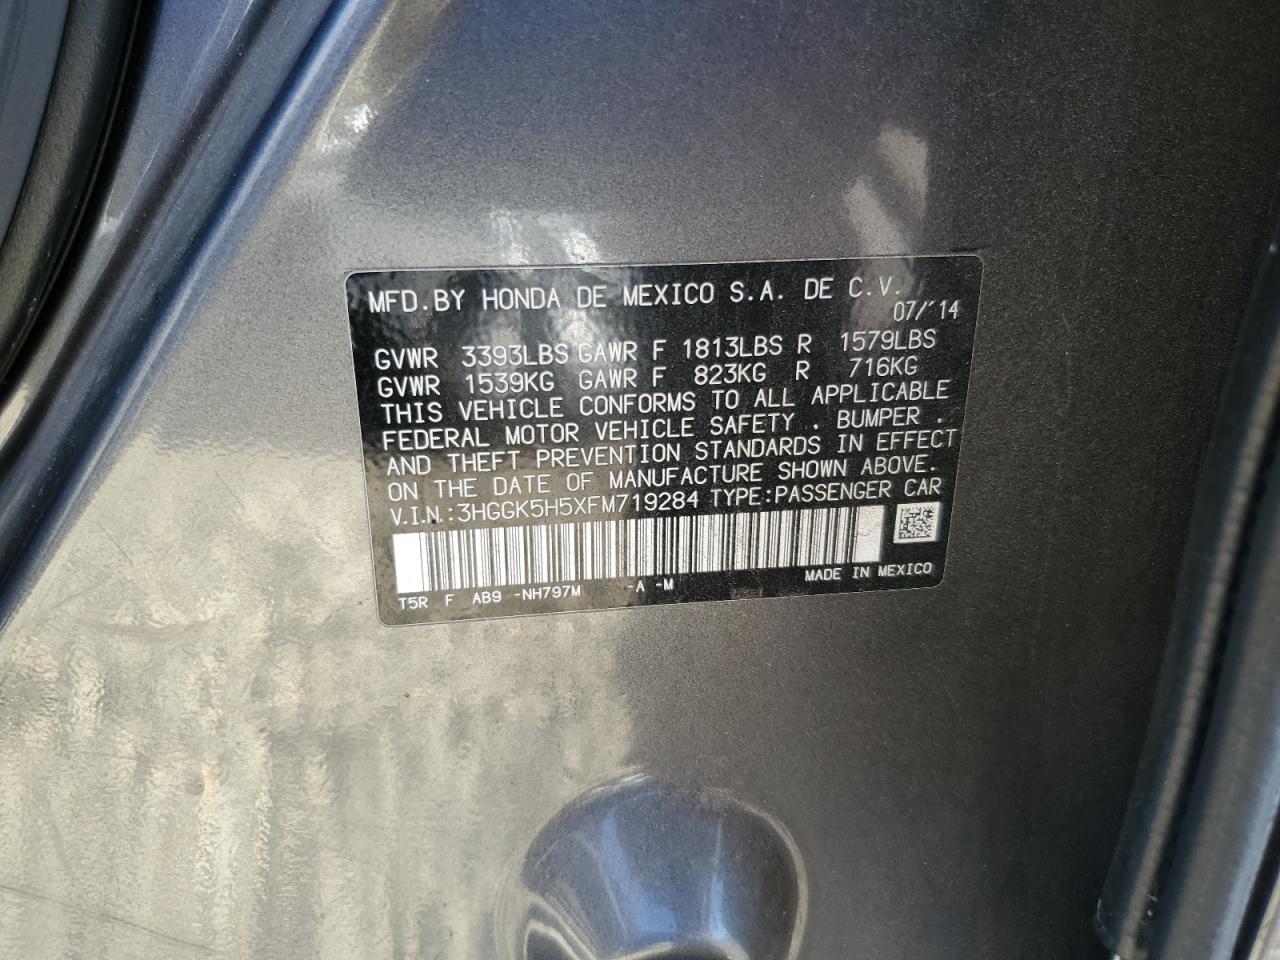 MFD.BY HONDA DE MEXICO S.A. DE C.V.
07/'14
GVWR 3393LBS GAWR F 1813LBS R 1579LBS
GVWR 1539KG GAWR F 823KG R 716KG
THIS VEHICLE CONFORMS TO ALL APPLICABLE
FEDERAL MOTOR VEHICLE SAFETY , BUMPER ,
AND THEFT PREVENTION STANDARDS IN EFFECT
ON THE DATE OF MANUFACTURE SHOWN ABOVE.
V.I.N.:3HGGK5H5XFM719284 TYPE:PASSENGER CAR
MADE IN MEXICO
T5R F AB9 -NH797M -A -M